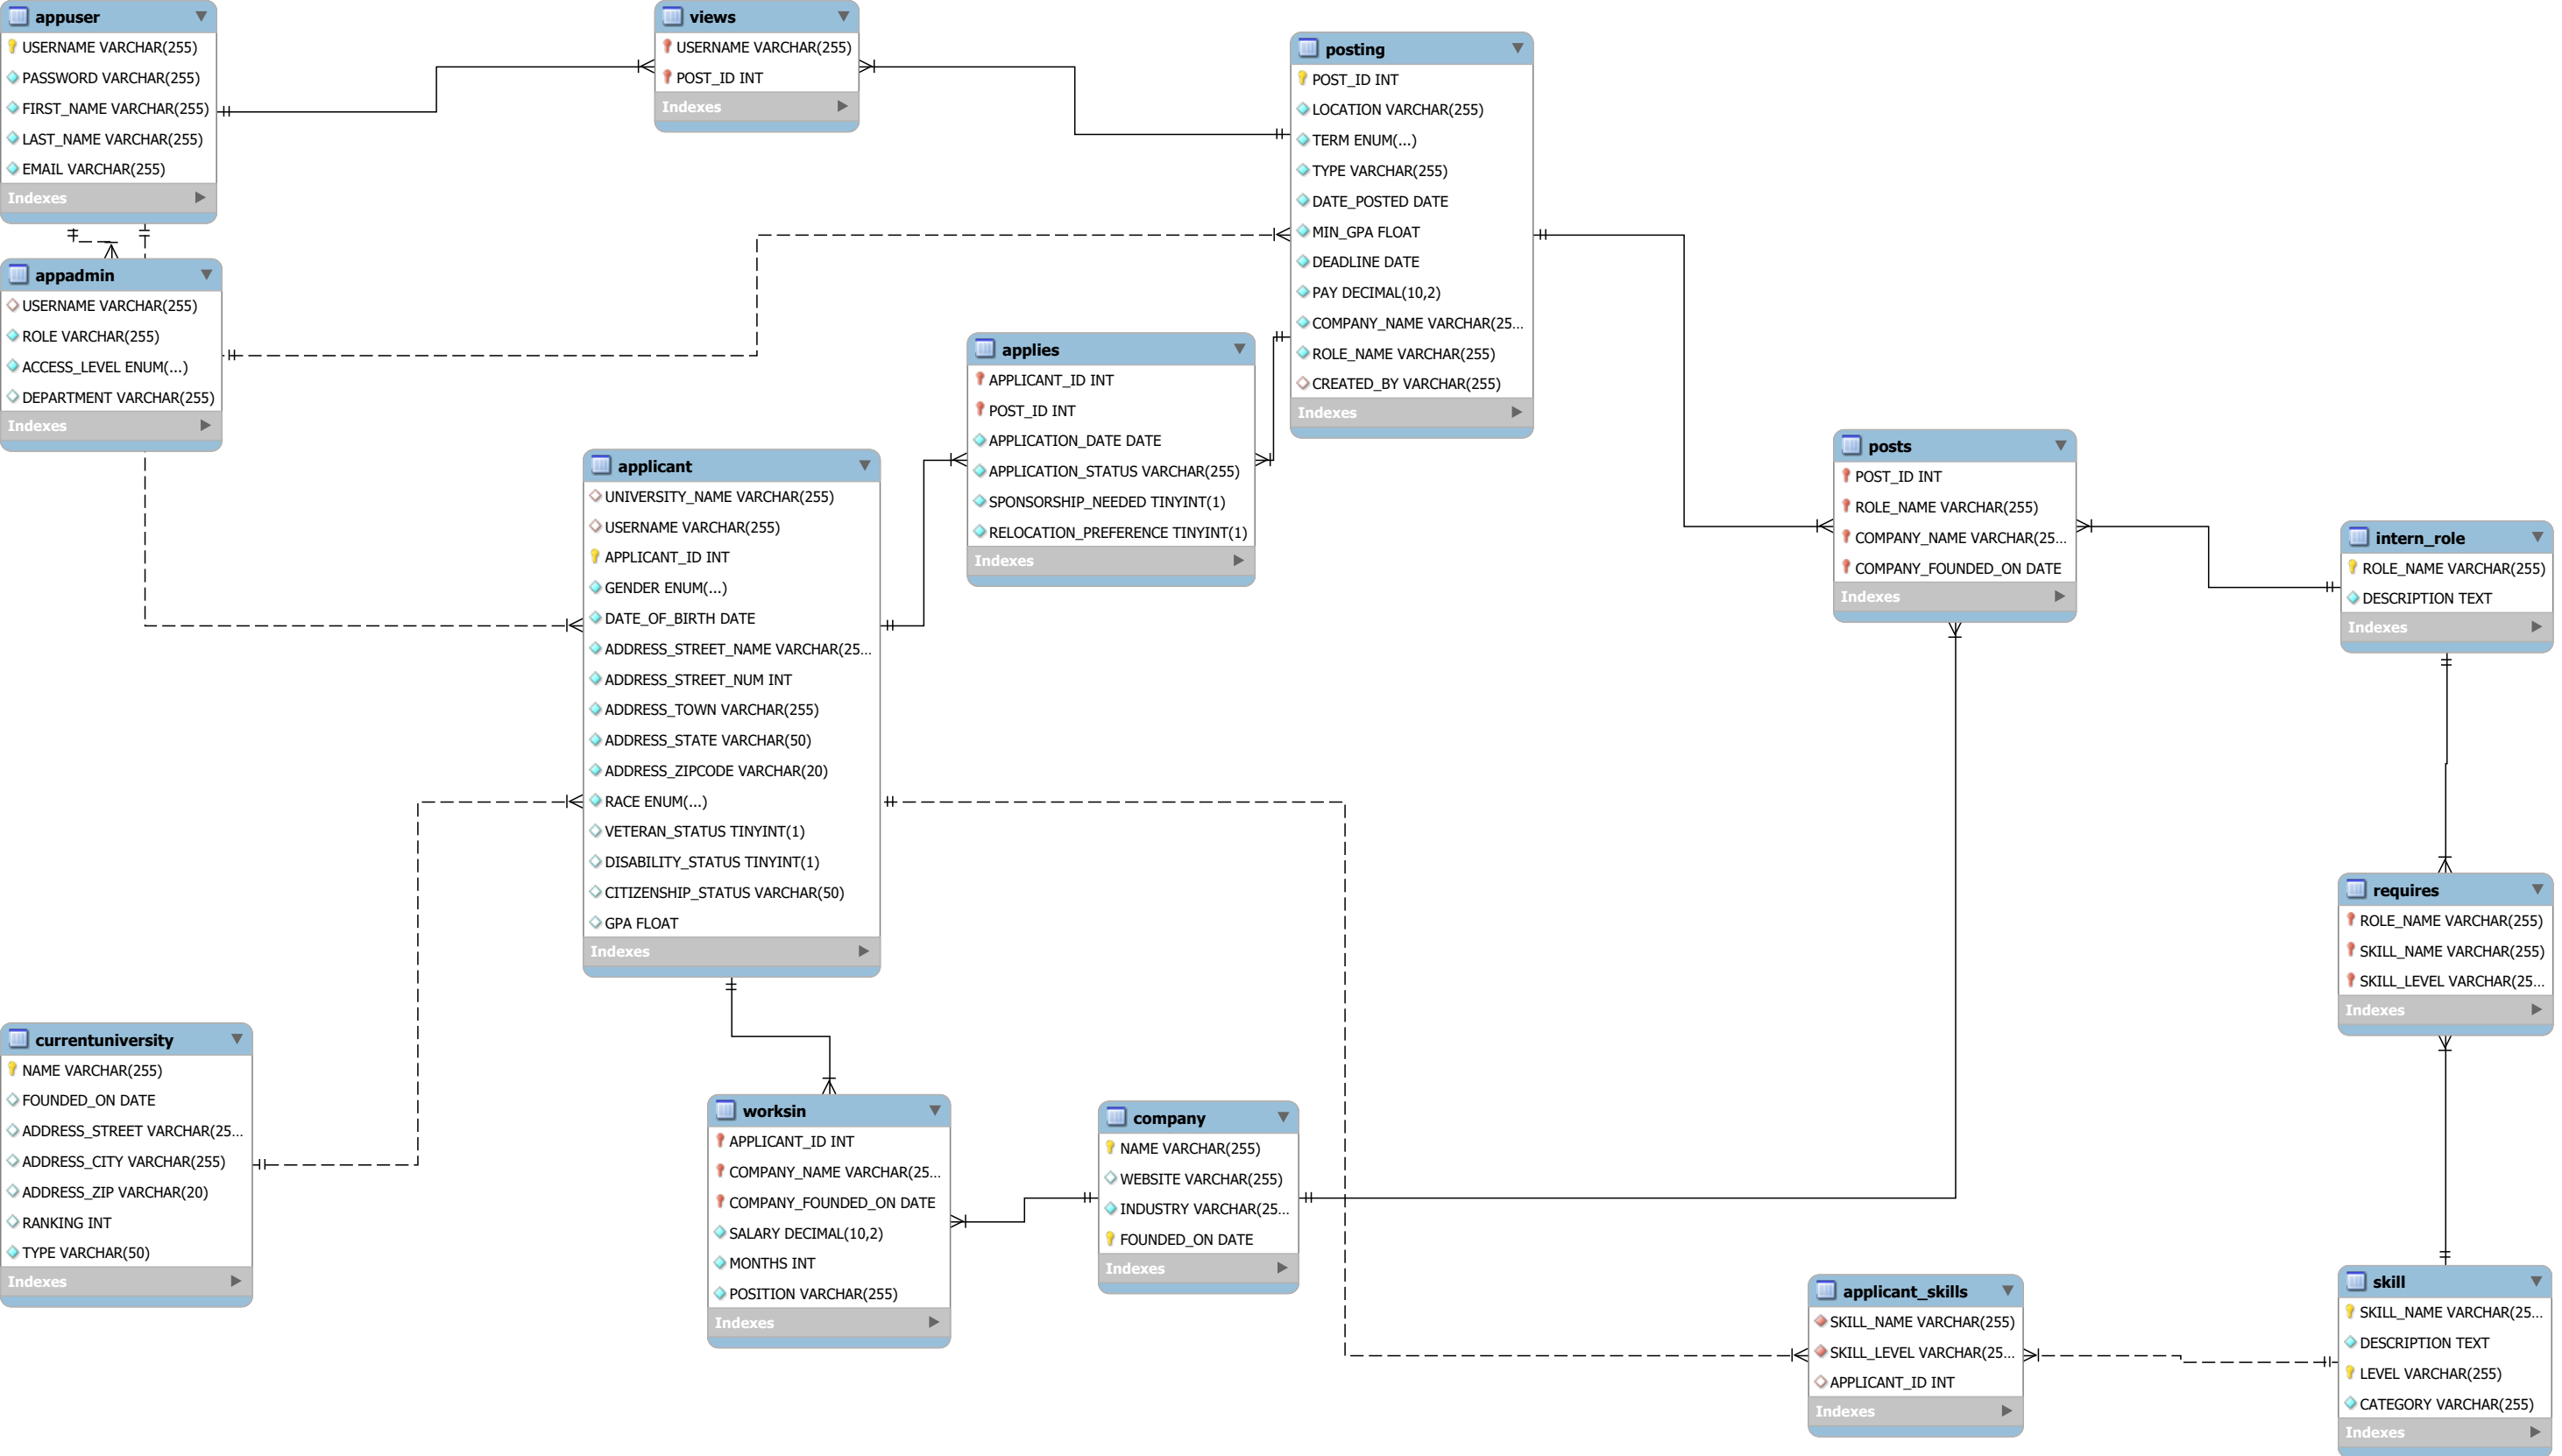 appuser
USERNAME VARCHAR(255)
PASSWORD VARCHAR(255)
FIRST_NAME VARCHAR(255)
LAST_NAME VARCHAR(255)
EMAIL VARCHAR(255)
Indexes
views
USERNAME VARCHAR(255)
POST_ID INT
Indexes
posting
POST_ID INT
LOCATION VARCHAR(255)
TERM ENUM(...)
TYPE VARCHAR(255)
DATE_POSTED DATE
MIN_GPA FLOAT
DEADLINE DATE
PAY DECIMAL(10,2)
COMPANY_NAME VARCHAR(25...
ROLE_NAME VARCHAR(255)
CREATED_BY VARCHAR(255)
Indexes
appadmin
USERNAME VARCHAR(255)
ROLE VARCHAR(255)
ACCESS_LEVEL ENUM(...)
DEPARTMENT VARCHAR(255)
Indexes
applies
APPLICANT_ID INT
POST_ID INT
APPLICATION_DATE DATE
APPLICATION_STATUS VARCHAR(255)
SPONSORSHIP_NEEDED TINYINT(1)
RELOCATION_PREFERENCE TINYINT(1)
Indexes
applicant
UNIVERSITY_NAME VARCHAR(255)
USERNAME VARCHAR(255)
APPLICANT_ID INT
GENDER ENUM(...)
DATE_OF_BIRTH DATE
ADDRESS_STREET_NAME VARCHAR(25...
ADDRESS_STREET_NUM INT
ADDRESS_TOWN VARCHAR(255)
ADDRESS_STATE VARCHAR(50)
ADDRESS_ZIPCODE VARCHAR(20)
RACE ENUM(...)
VETERAN_STATUS TINYINT(1)
DISABILITY_STATUS TINYINT(1)
CITIZENSHIP_STATUS VARCHAR(50)
GPA FLOAT
Indexes
posts
POST_ID INT
ROLE_NAME VARCHAR(255)
COMPANY_NAME VARCHAR(25...
COMPANY_FOUNDED_ON DATE
Indexes
intern_role
ROLE_NAME VARCHAR(255)
DESCRIPTION TEXT
Indexes
requires
ROLE_NAME VARCHAR(255)
SKILL_NAME VARCHAR(255)
SKILL_LEVEL VARCHAR(25...
Indexes
currentuniversity
NAME VARCHAR(255)
FOUNDED_ON DATE
ADDRESS_STREET VARCHAR(25...
ADDRESS_CITY VARCHAR(255)
ADDRESS_ZIP VARCHAR(20)
RANKING INT
TYPE VARCHAR(50)
Indexes
worksin
APPLICANT_ID INT
COMPANY_NAME VARCHAR(25...
COMPANY_FOUNDED_ON DATE
SALARY DECIMAL(10,2)
MONTHS INT
POSITION VARCHAR(255)
Indexes
company
NAME VARCHAR(255)
WEBSITE VARCHAR(255)
INDUSTRY VARCHAR(25...
FOUNDED_ON DATE
Indexes
applicant_skills
SKILL_NAME VARCHAR(255)
SKILL_LEVEL VARCHAR(25...
APPLICANT_ID INT
Indexes
skill
SKILL_NAME VARCHAR(25...
DESCRIPTION TEXT
LEVEL VARCHAR(255)
CATEGORY VARCHAR(255)
Indexes